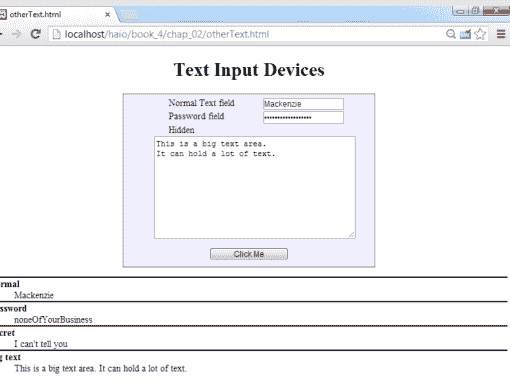 otherText.html
localhost/haio/book_4/chap_02/otherText.html
Text Input Devices
Normal Text field Mackenzie
Password field ••••••••••••••••••
Hidden
This is a big text area.
It can hold a lot of text.
Click Me
ormal
Mackenzie
ssword
noneOfYourBusiness
cret
I can't tell you
g text
This is a big text area. It can hold a lot of text.